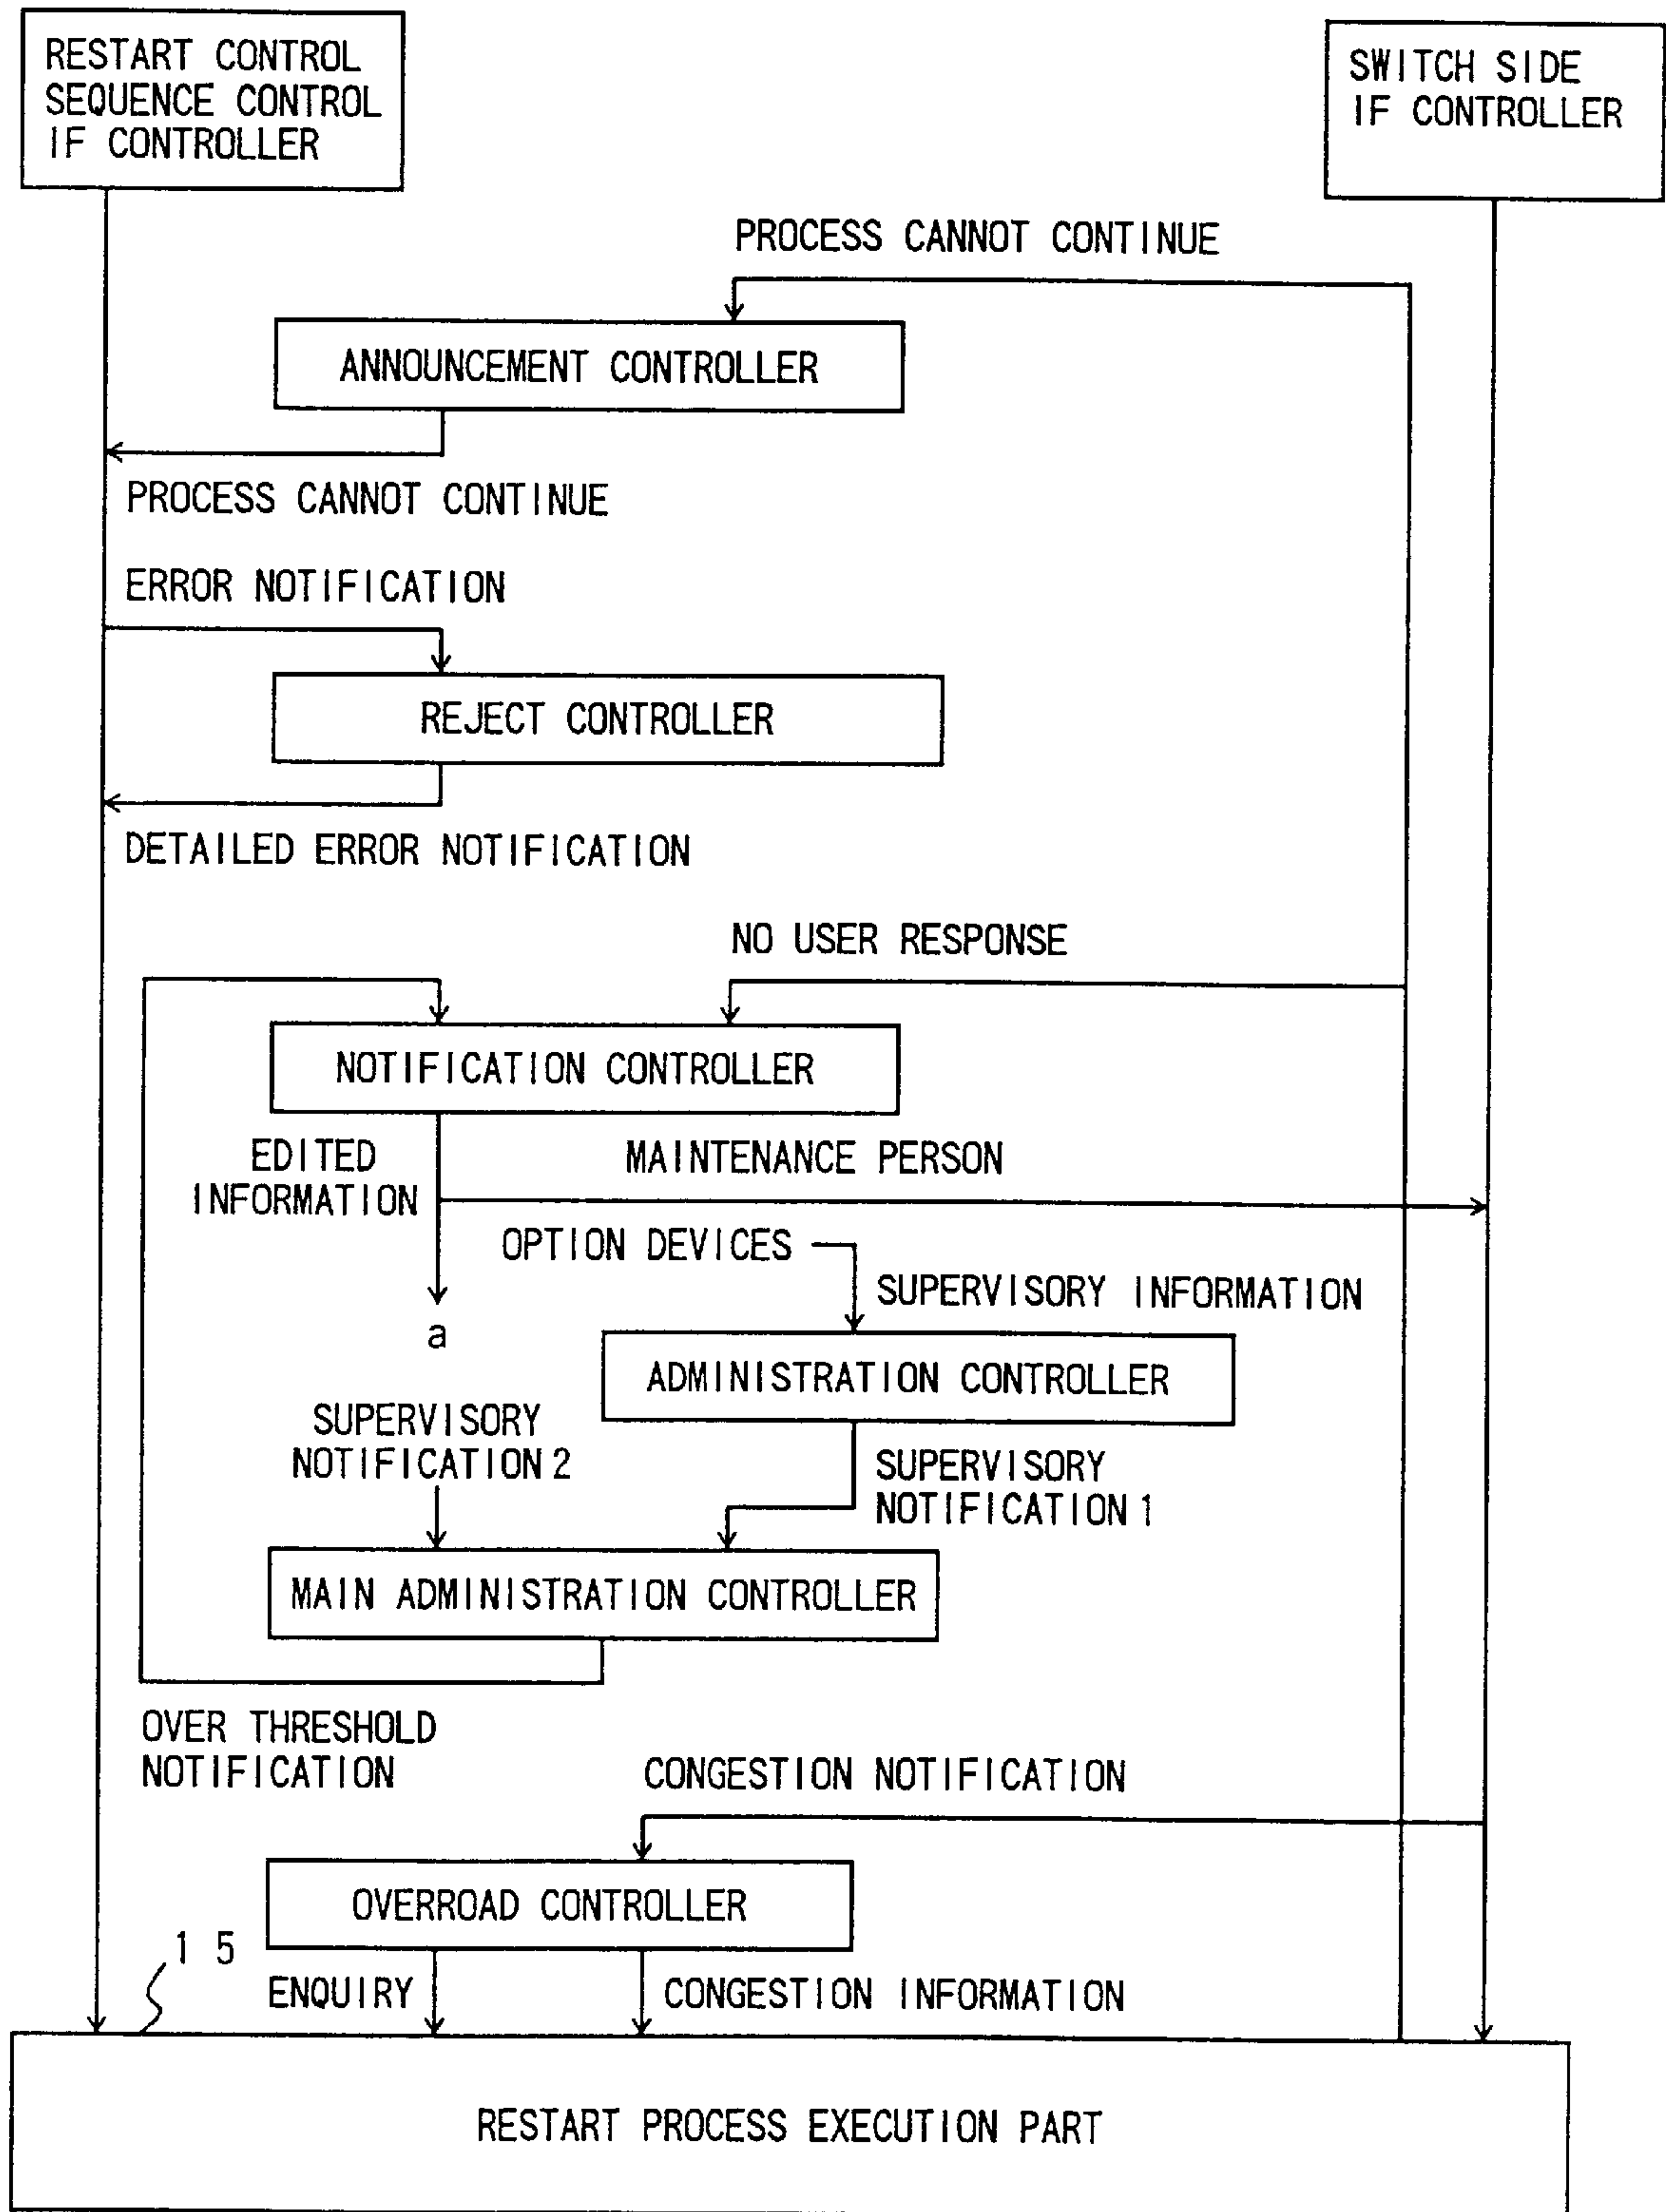 RESTART CONTROL
SEQUENCE CONTROL
IF CONTROLLER
SWITCH SIDE
IF CONTROLLER
PROCESS CANNOT CONTINUE
ANNOUNCEMENT CONTROLLER
PROCESS CANNOT CONTINUE
ERROR NOTIFICATION
REJECT CONTROLLER
DETAILED ERROR NOTIFICATION
NO USER RESPONSE
NOTIFICATION CONTROLLER
EDITED
INFORMATION
MAINTENANCE PERSON
OPTION DEVICES
SUPERVISORY INFORMATION
a
ADMINISTRATION CONTROLLER
SUPERVISORY
NOTIFICATION 2
SUPERVISORY
NOTIFICATION 1
MAIN ADMINISTRATION CONTROLLER
OVER THRESHOLD
NOTIFICATION
CONGESTION NOTIFICATION
OVERROAD CONTROLLER
15
ENQUIRY
CONGESTION INFORMATION
RESTART PROCESS EXECUTION PART